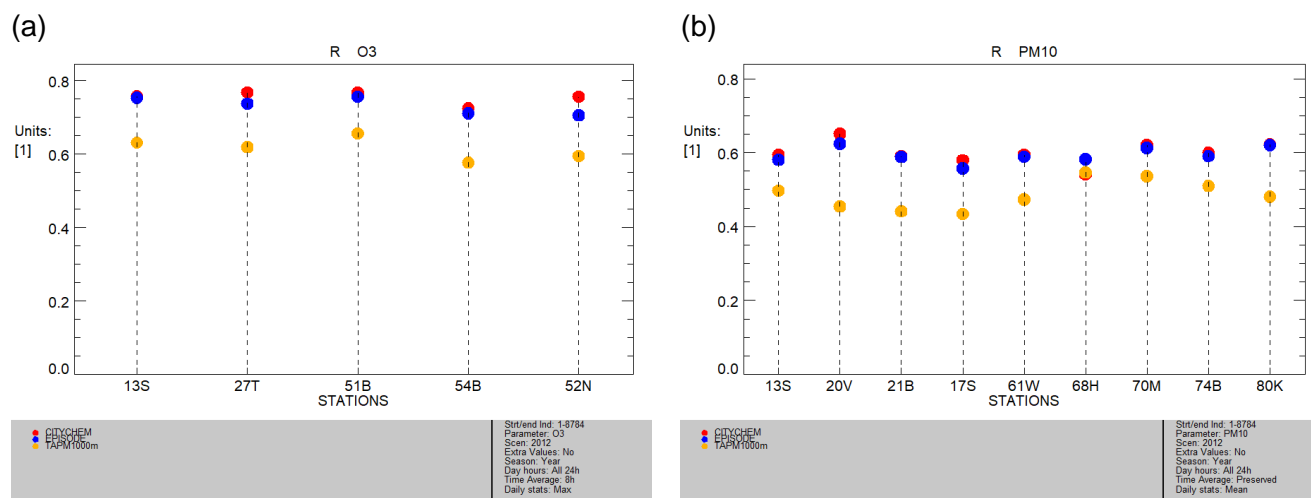 (a)
R O3
0.8
Units:
[1]
0.6
0.4
0.2
0.0
13S 27T 51B 54B 52N
STATIONS
CITYCHEM
EPISODE
TAPM1000m
Strt/end Ind: 1-8784
Parameter: O3
Scen: 2012
Extra Values: No
Season: Year
Day hours: All 24h
Time Average: 8h
Daily stats: Max
(b)
R PM10
0.8
Units:
[1]
0.6
0.4
0.2
0.0
13S 20V 21B 17S 61W 68H 70M 74B 80K
STATIONS
CITYCHEM
EPISODE
TAPM1000m
Strt/end Ind: 1-8784
Parameter: PM10
Scen: 2012
Extra Values: No
Season: Year
Day hours: All 24h
Time Average: Preserved
Daily stats: Mean